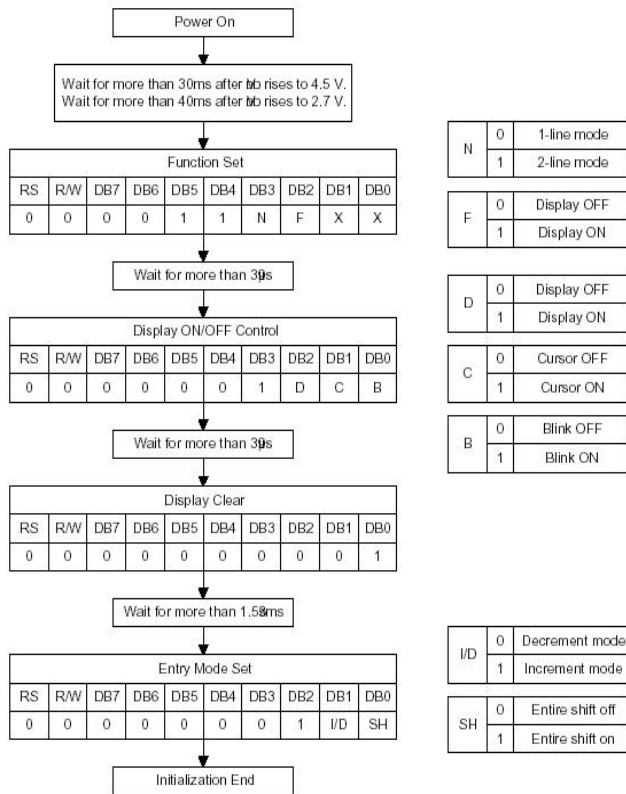 Power On
Wait for more than 30ms after VDD rises to 4.5 V.
Wait for more than 40ms after VDD rises to 2.7 V.
Function Set
RS R/W DB7 DB6 DB5 DB4 DB3 DB2 DB1 DB0
0 0 0 0 1 1 N F X X
Wait for more than 39μs
Display ON/OFF Control
RS R/W DB7 DB6 DB5 DB4 DB3 DB2 DB1 DB0
0 0 0 0 0 0 1 D C B
Wait for more than 39μs
Display Clear
RS R/W DB7 DB6 DB5 DB4 DB3 DB2 DB1 DB0
0 0 0 0 0 0 0 0 0 1
Wait for more than 1.53ms
Entry Mode Set
RS R/W DB7 DB6 DB5 DB4 DB3 DB2 DB1 DB0
0 0 0 0 0 0 0 1 I/D SH
Initialization End
N
0 1-line mode
1 2-line mode
F
0 Display OFF
1 Display ON
D
0 Display OFF
1 Display ON
C
0 Cursor OFF
1 Cursor ON
B
0 Blink OFF
1 Blink ON
I/D
0 Decrement mode
1 Increment mode
SH
0 Entire shift off
1 Entire shift on